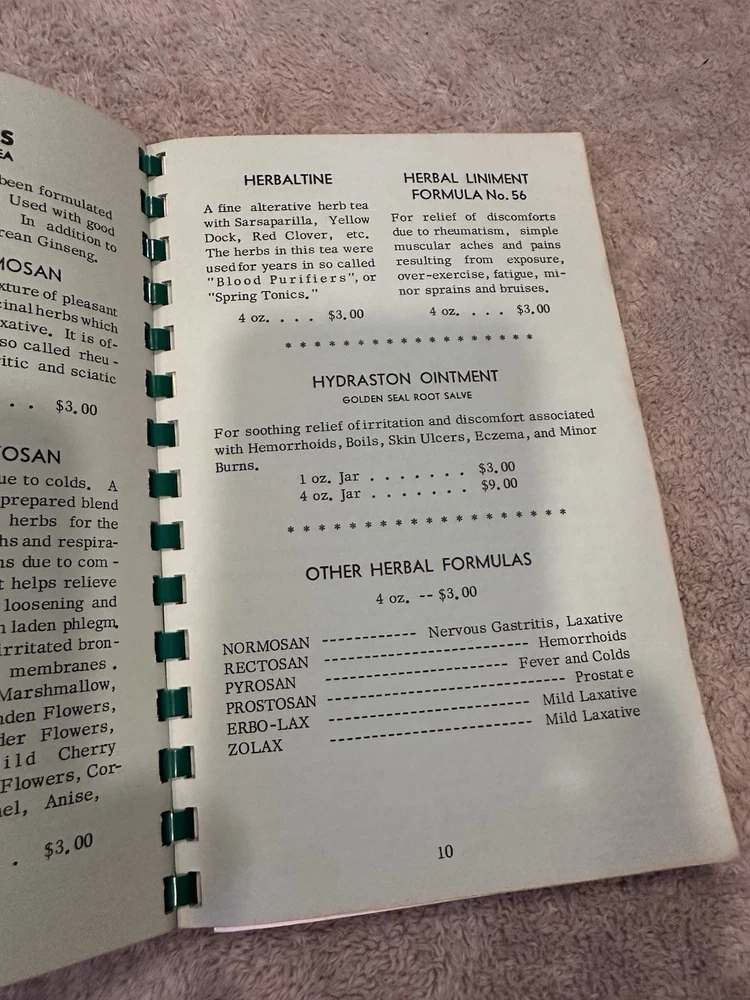 S
EA
been formulated
Used with good
In addition to
rean Ginseng.
MOSAN
xture of pleasant
cinal herbs which
xative. It is of-
so called rheu -
ritic and sciatic
. . $3.00
TOSAN
ue to colds. A
prepared blend
herbs for the
hs and respira-
ns due to com -
t helps relieve
loosening and
n laden phlegm.
irritated bron-
membranes .
Marshmallow,
nden Flowers,
der Flowers,
ild Cherry
Flowers, Cor-
el, Anise,
. $3.00
HERBALTINE
A fine alterative herb tea
with Sarsaparilla, Yellow
Dock, Red Clover, etc.
The herbs in this tea were
used for years in so called
"Blood Purifiers", or
"Spring Tonics."
4 oz. . . . . $3.00
HERBAL LINIMENT
FORMULA No. 56
For relief of discomforts
due to rheumatism, simple
muscular aches and pains
resulting from exposure,
over-exercise, fatigue, mi-
nor sprains and bruises.
4 oz. . . . $3.00
* * * * * * * * * * * * * * * * * *
HYDRASTON OINTMENT
GOLDEN SEAL ROOT SALVE
For soothing relief of irritation and discomfort associated
with Hemorrhoids, Boils, Skin Ulcers, Eczema, and Minor
Burns.
1 oz. Jar . . . . . . . $3.00
4 oz. Jar . . . . . . . $9.00
* * * * * * * * * * * * * * * * * *
OTHER HERBAL FORMULAS
4 oz. -- $3.00
NORMOSAN ------------ Nervous Gastritis, Laxative
RECTOSAN -------------------------- Hemorrhoids
PYROSAN ------------------------- Fever and Colds
PROSTOSAN ------------------------------ Prostate
ERBO-LAX -------------------------- Mild Laxative
ZOLAX -------------------------- Mild Laxative
10